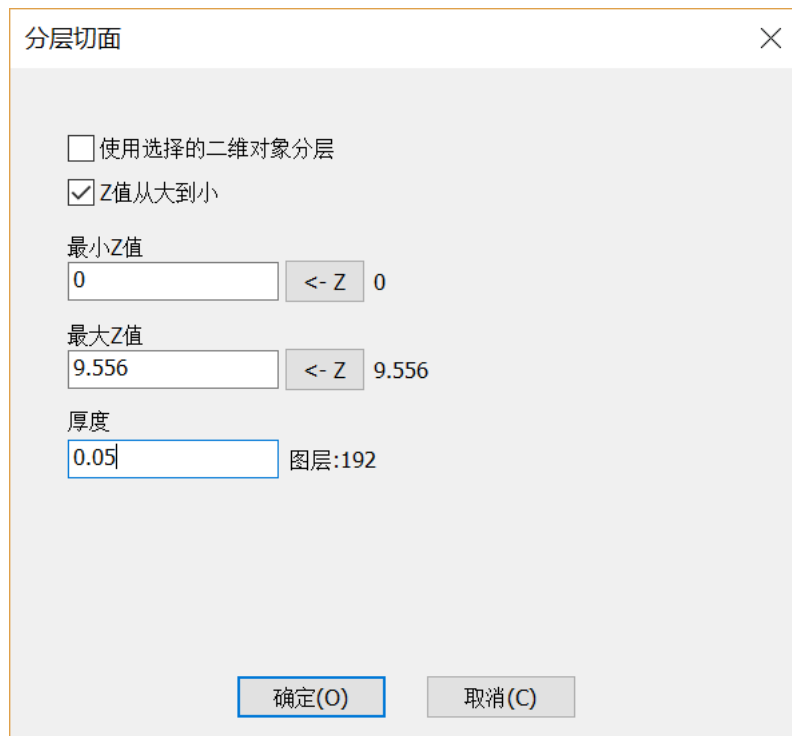 分层切面
使用选择的二维对象分层
Z值从大到小
最小Z值
0 <- Z 0
最大Z值
9.556 <- Z 9.556
厚度
0.05 图层:192
确定(O) 取消(C)